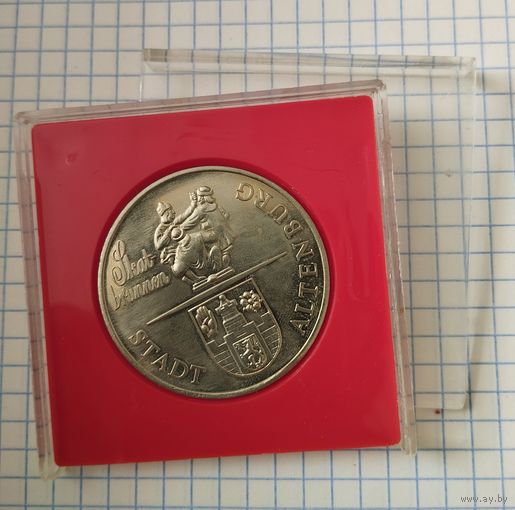 Skat-
brunnen
STADT
ALTENBURG
www.ay.by